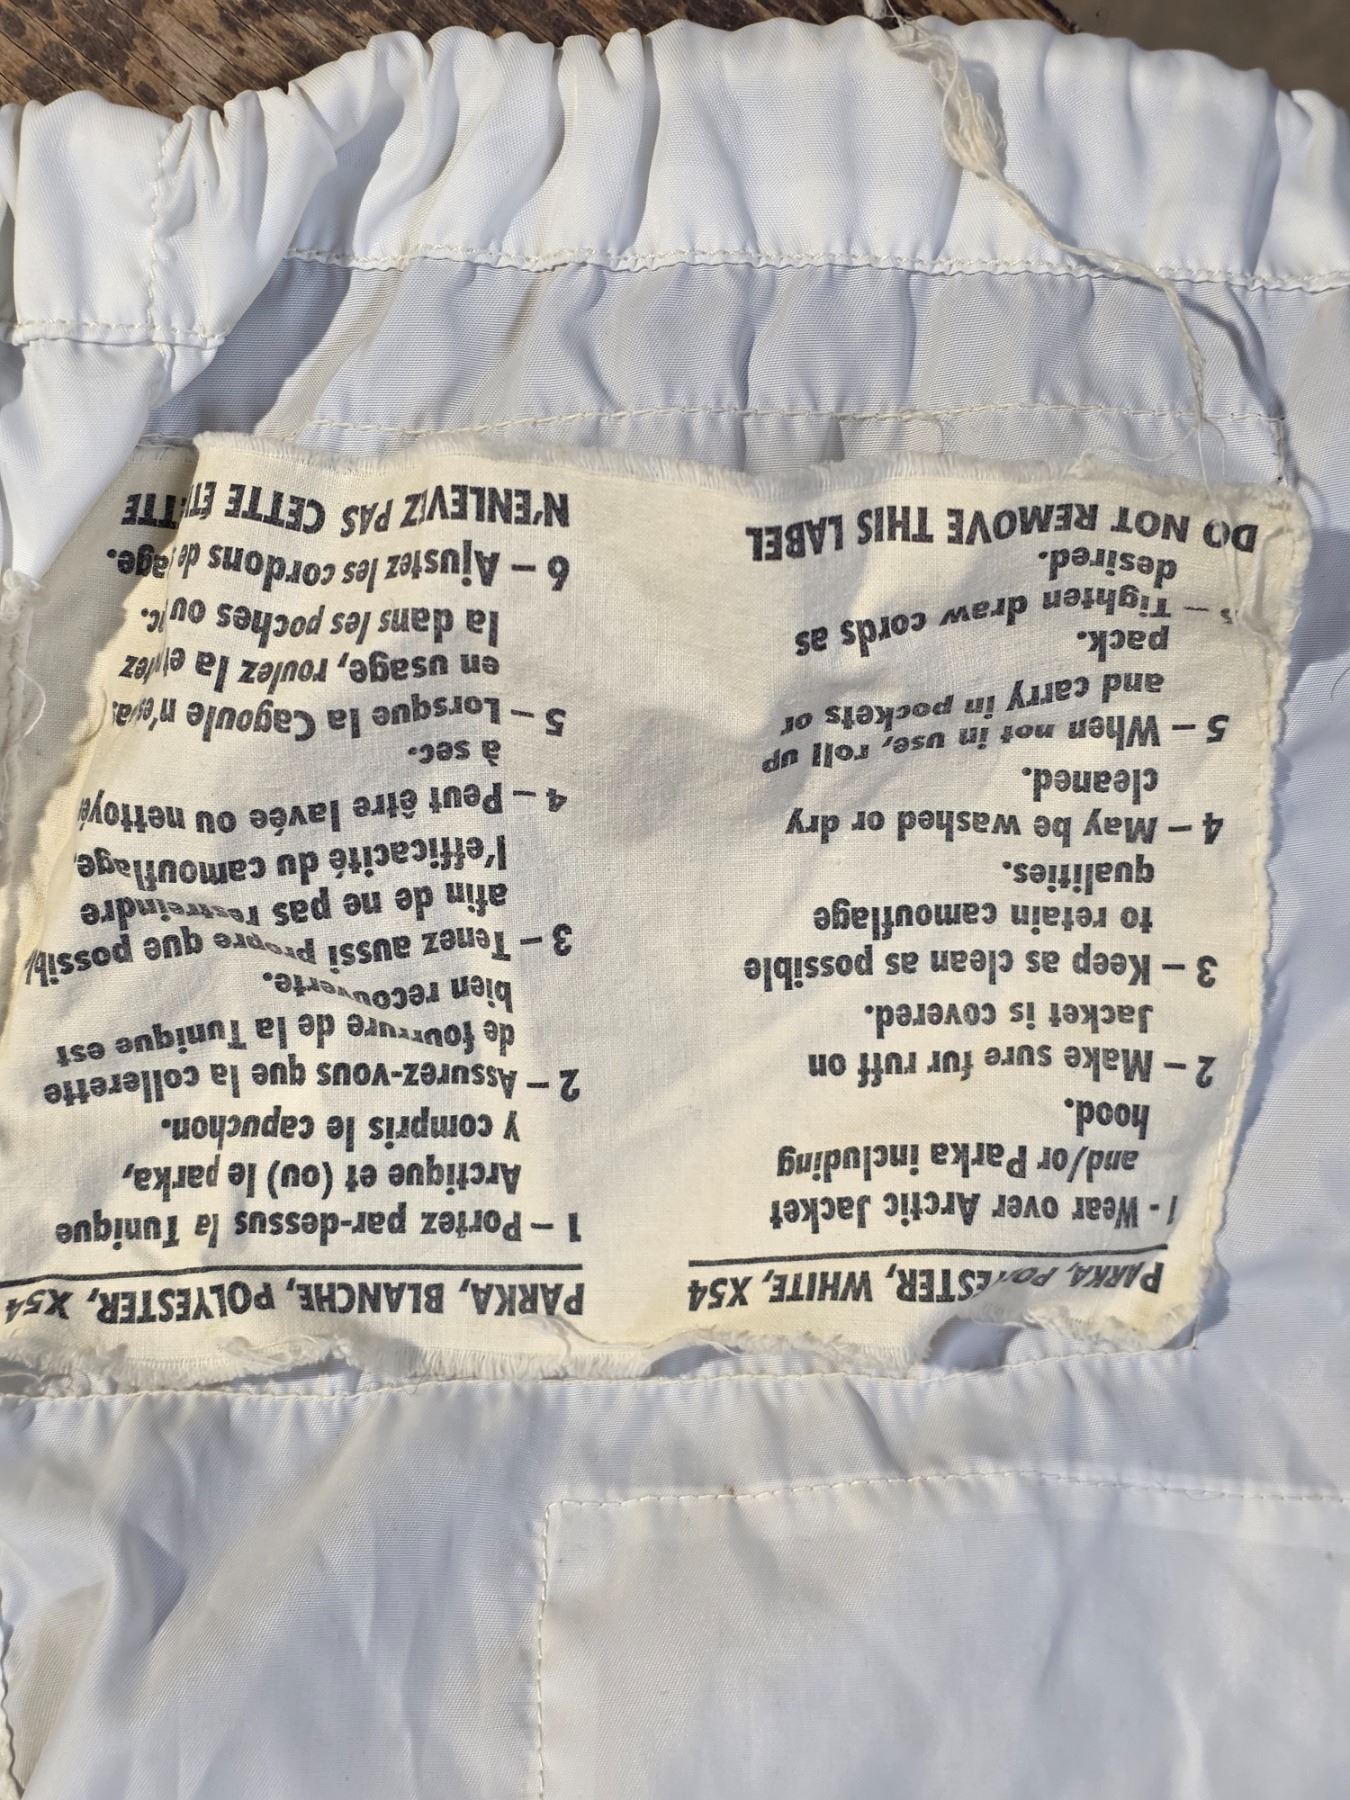 PARKA, POLYESTER, WHITE, X54
1 - Wear over Arctic Jacket
and/or Parka including
hood.
2 – Make sure fur ruff on
Jacket is covered.
3 – Keep as clean as possible
to retain camouflage
qualities.
4 – May be washed or dry
cleaned.
5 – When not in use, roll up
and carry in pockets or
pack.
– Tighten draw cords as
desired.
DO NOT REMOVE THIS LABEL
PARKA, BLANCHE, POLYESTER, X54
1 – Portez par-dessus la Tunique
Arctique et (ou) le parka,
y compris le capuchon.
2 – Assurez-vous que la collerette
de fourrure de la Tunique est
bien recouverte.
3 – Tenez aussi propre que possibl
afin de ne pas restreindre
l'efficacité du camouflage
4 – Peut être lavée ou nettoyé
à sec.
5 – Lorsque la Cagoule
en usage, roulez la
la dans les poches ou
6 – Ajustez les cordons de
N'ENLEVEZ PAS CETTE